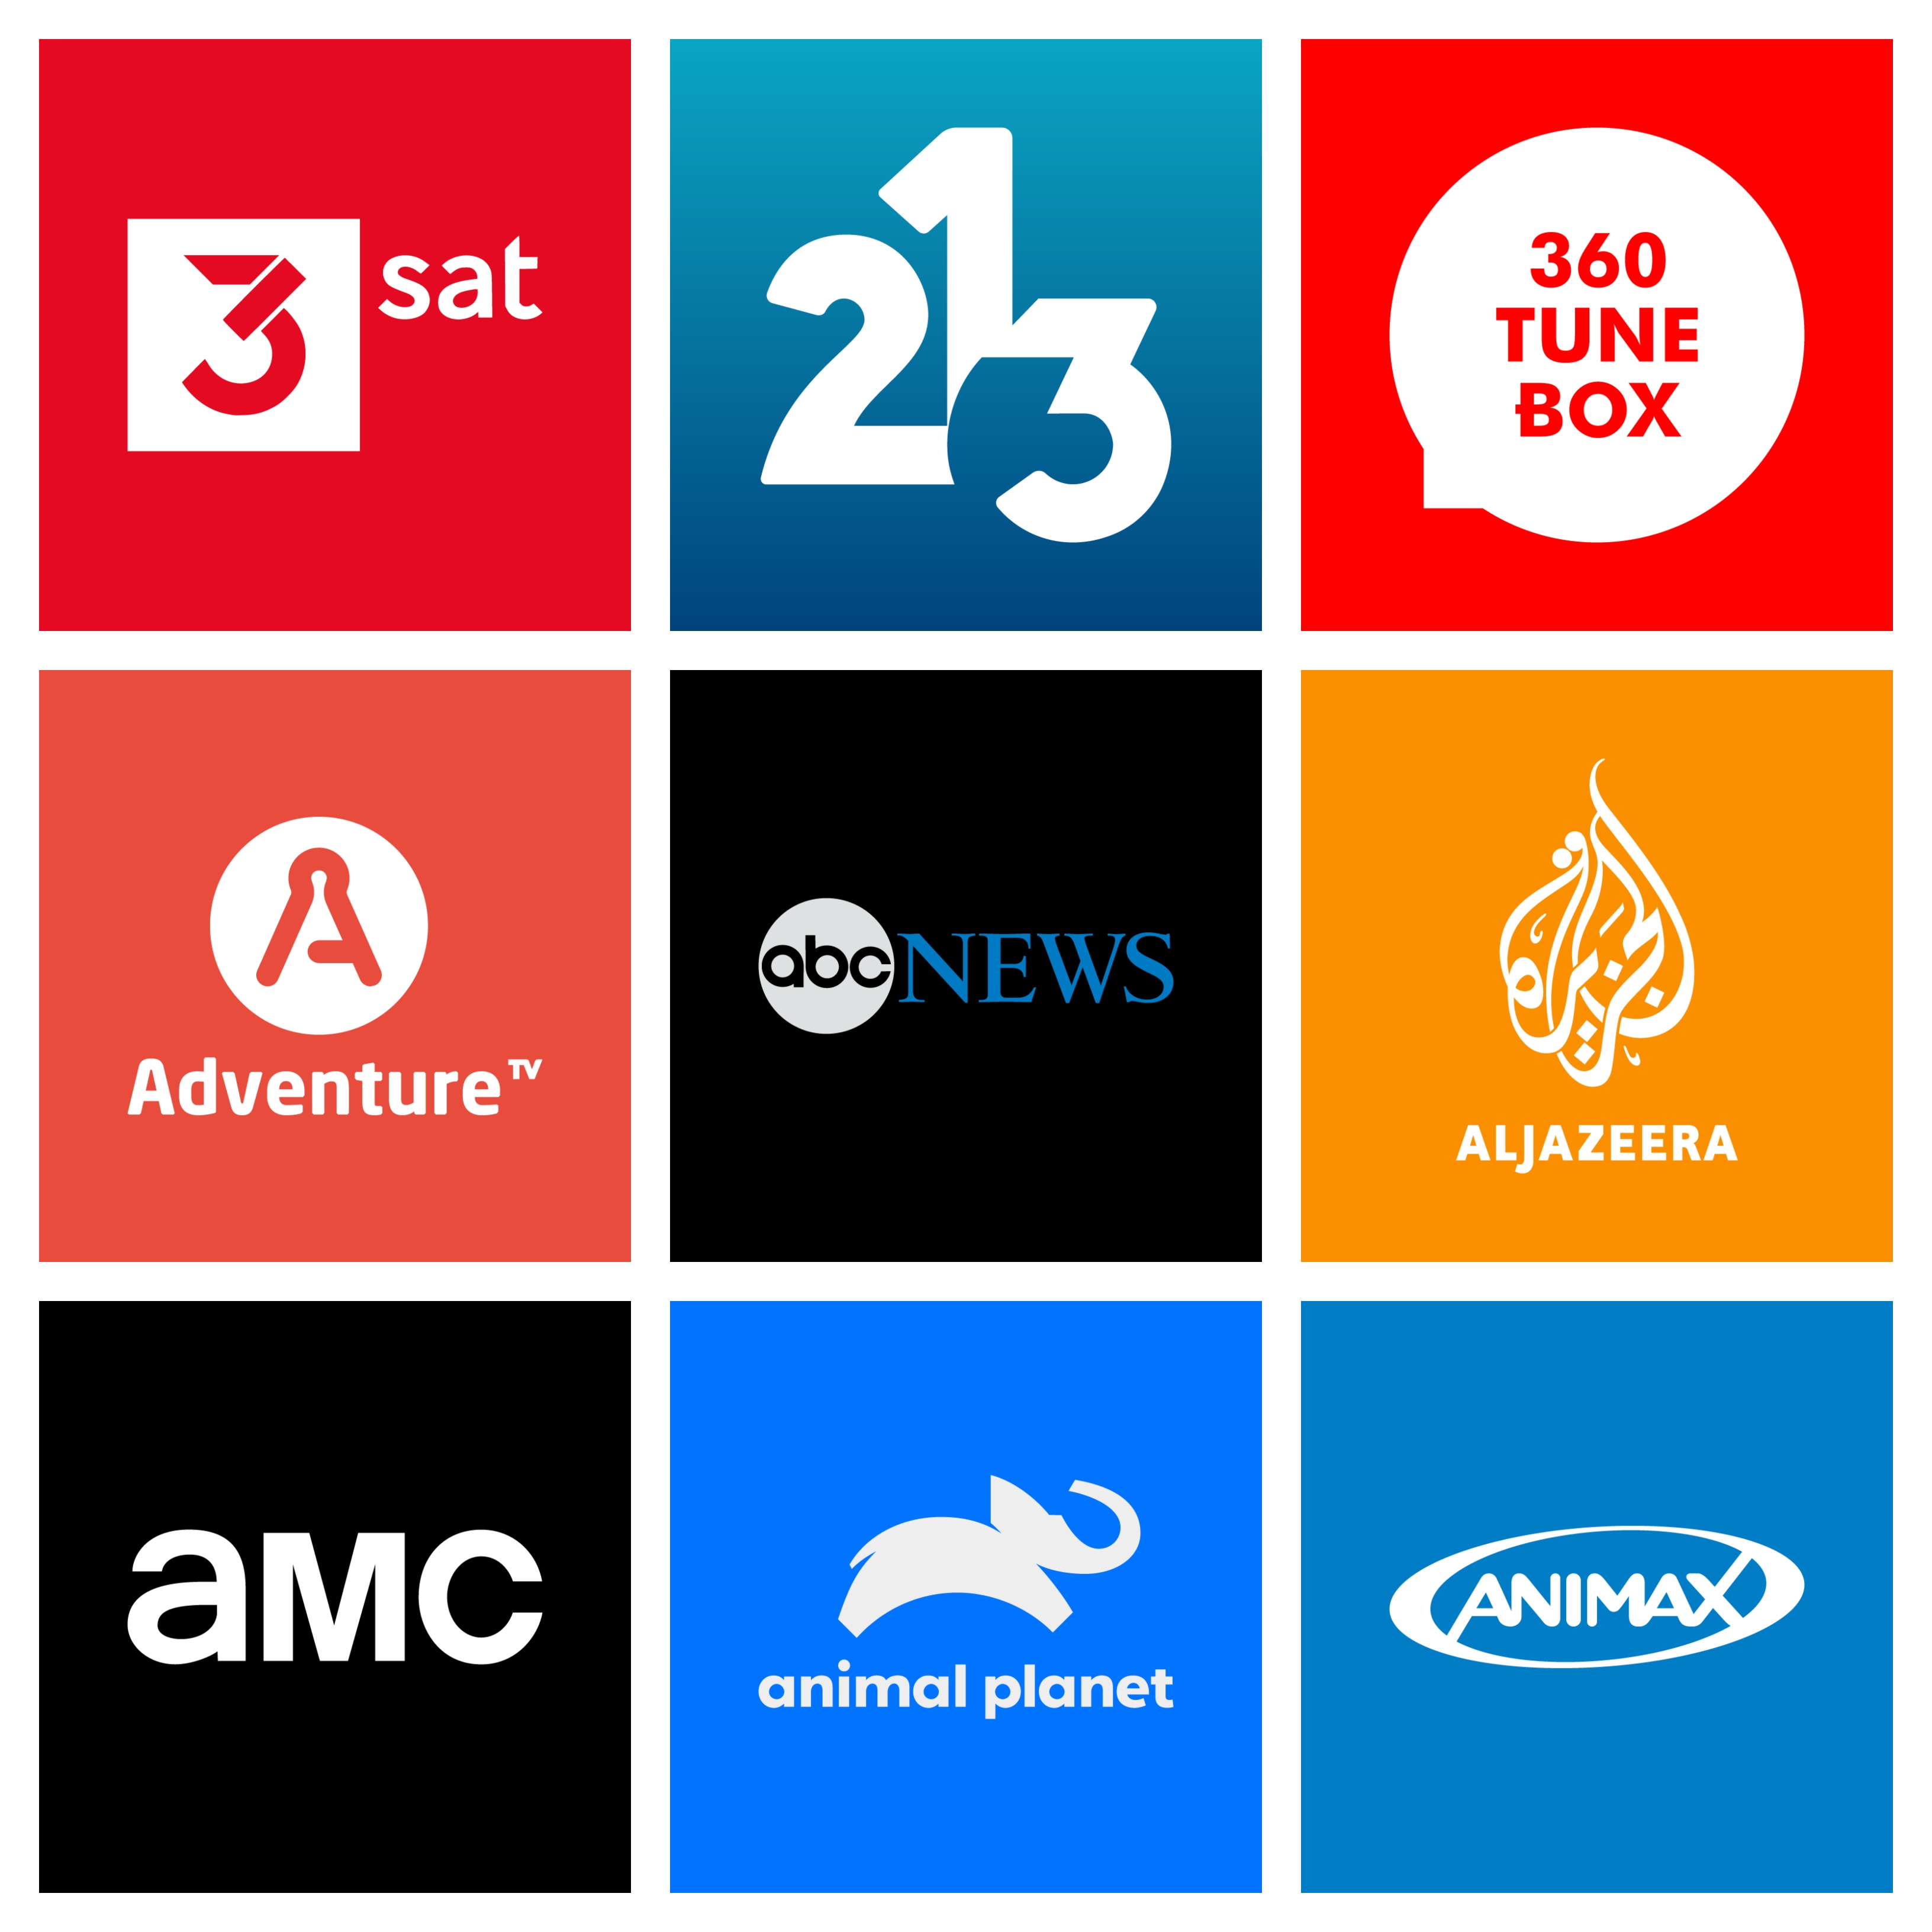 3sat
213
360
TUNE
BOX
A
Adventure TV
abc NEWS
الجزيرة
ALJAZEERA
aMC
animal planet
ANIMAX